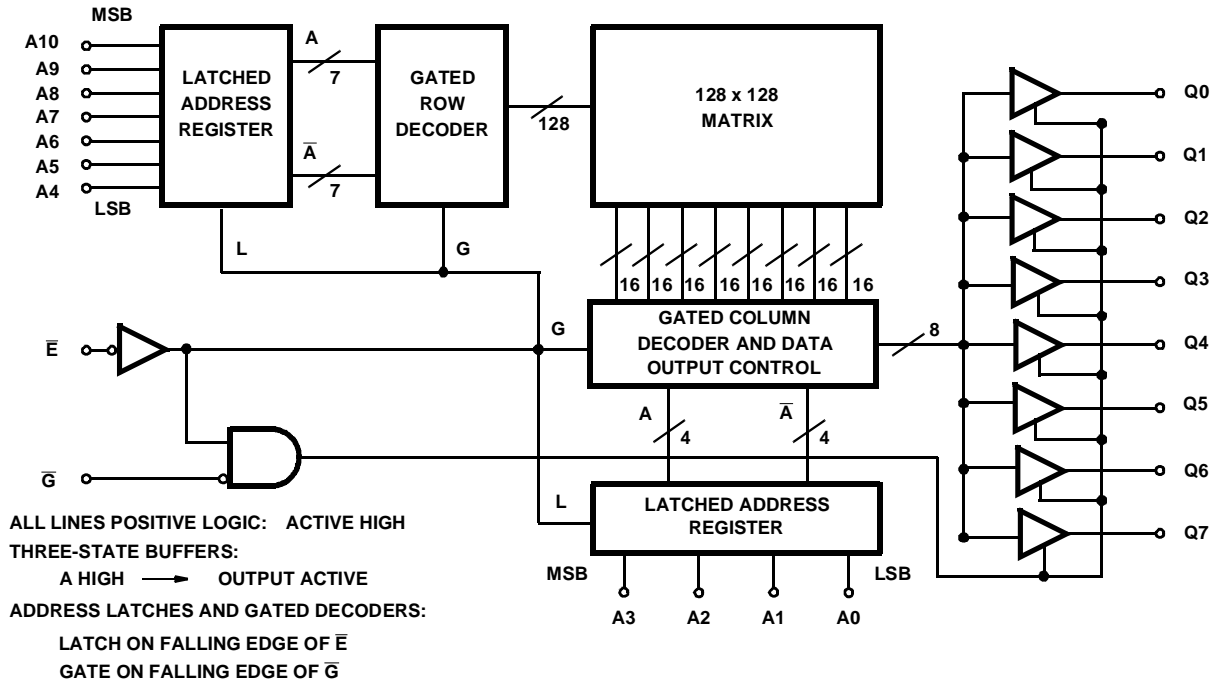 MSB
A10
A9
A8
A7
A6
A5
A4
LSB
LATCHED
ADDRESS
REGISTER
A
7
A̅
7
GATED
ROW
DECODER
128
128 x 128
MATRIX
L
G
16 16 16 16 16 16 16 16
E̅
G
GATED COLUMN
DECODER AND DATA
OUTPUT CONTROL
8
A
4
A̅
4
G̅
L
LATCHED ADDRESS
REGISTER
MSB
LSB
A3 A2 A1 A0
Q0
Q1
Q2
Q3
Q4
Q5
Q6
Q7
ALL LINES POSITIVE LOGIC: ACTIVE HIGH
THREE-STATE BUFFERS:
A HIGH → OUTPUT ACTIVE
ADDRESS LATCHES AND GATED DECODERS:
LATCH ON FALLING EDGE OF E̅
GATE ON FALLING EDGE OF G̅